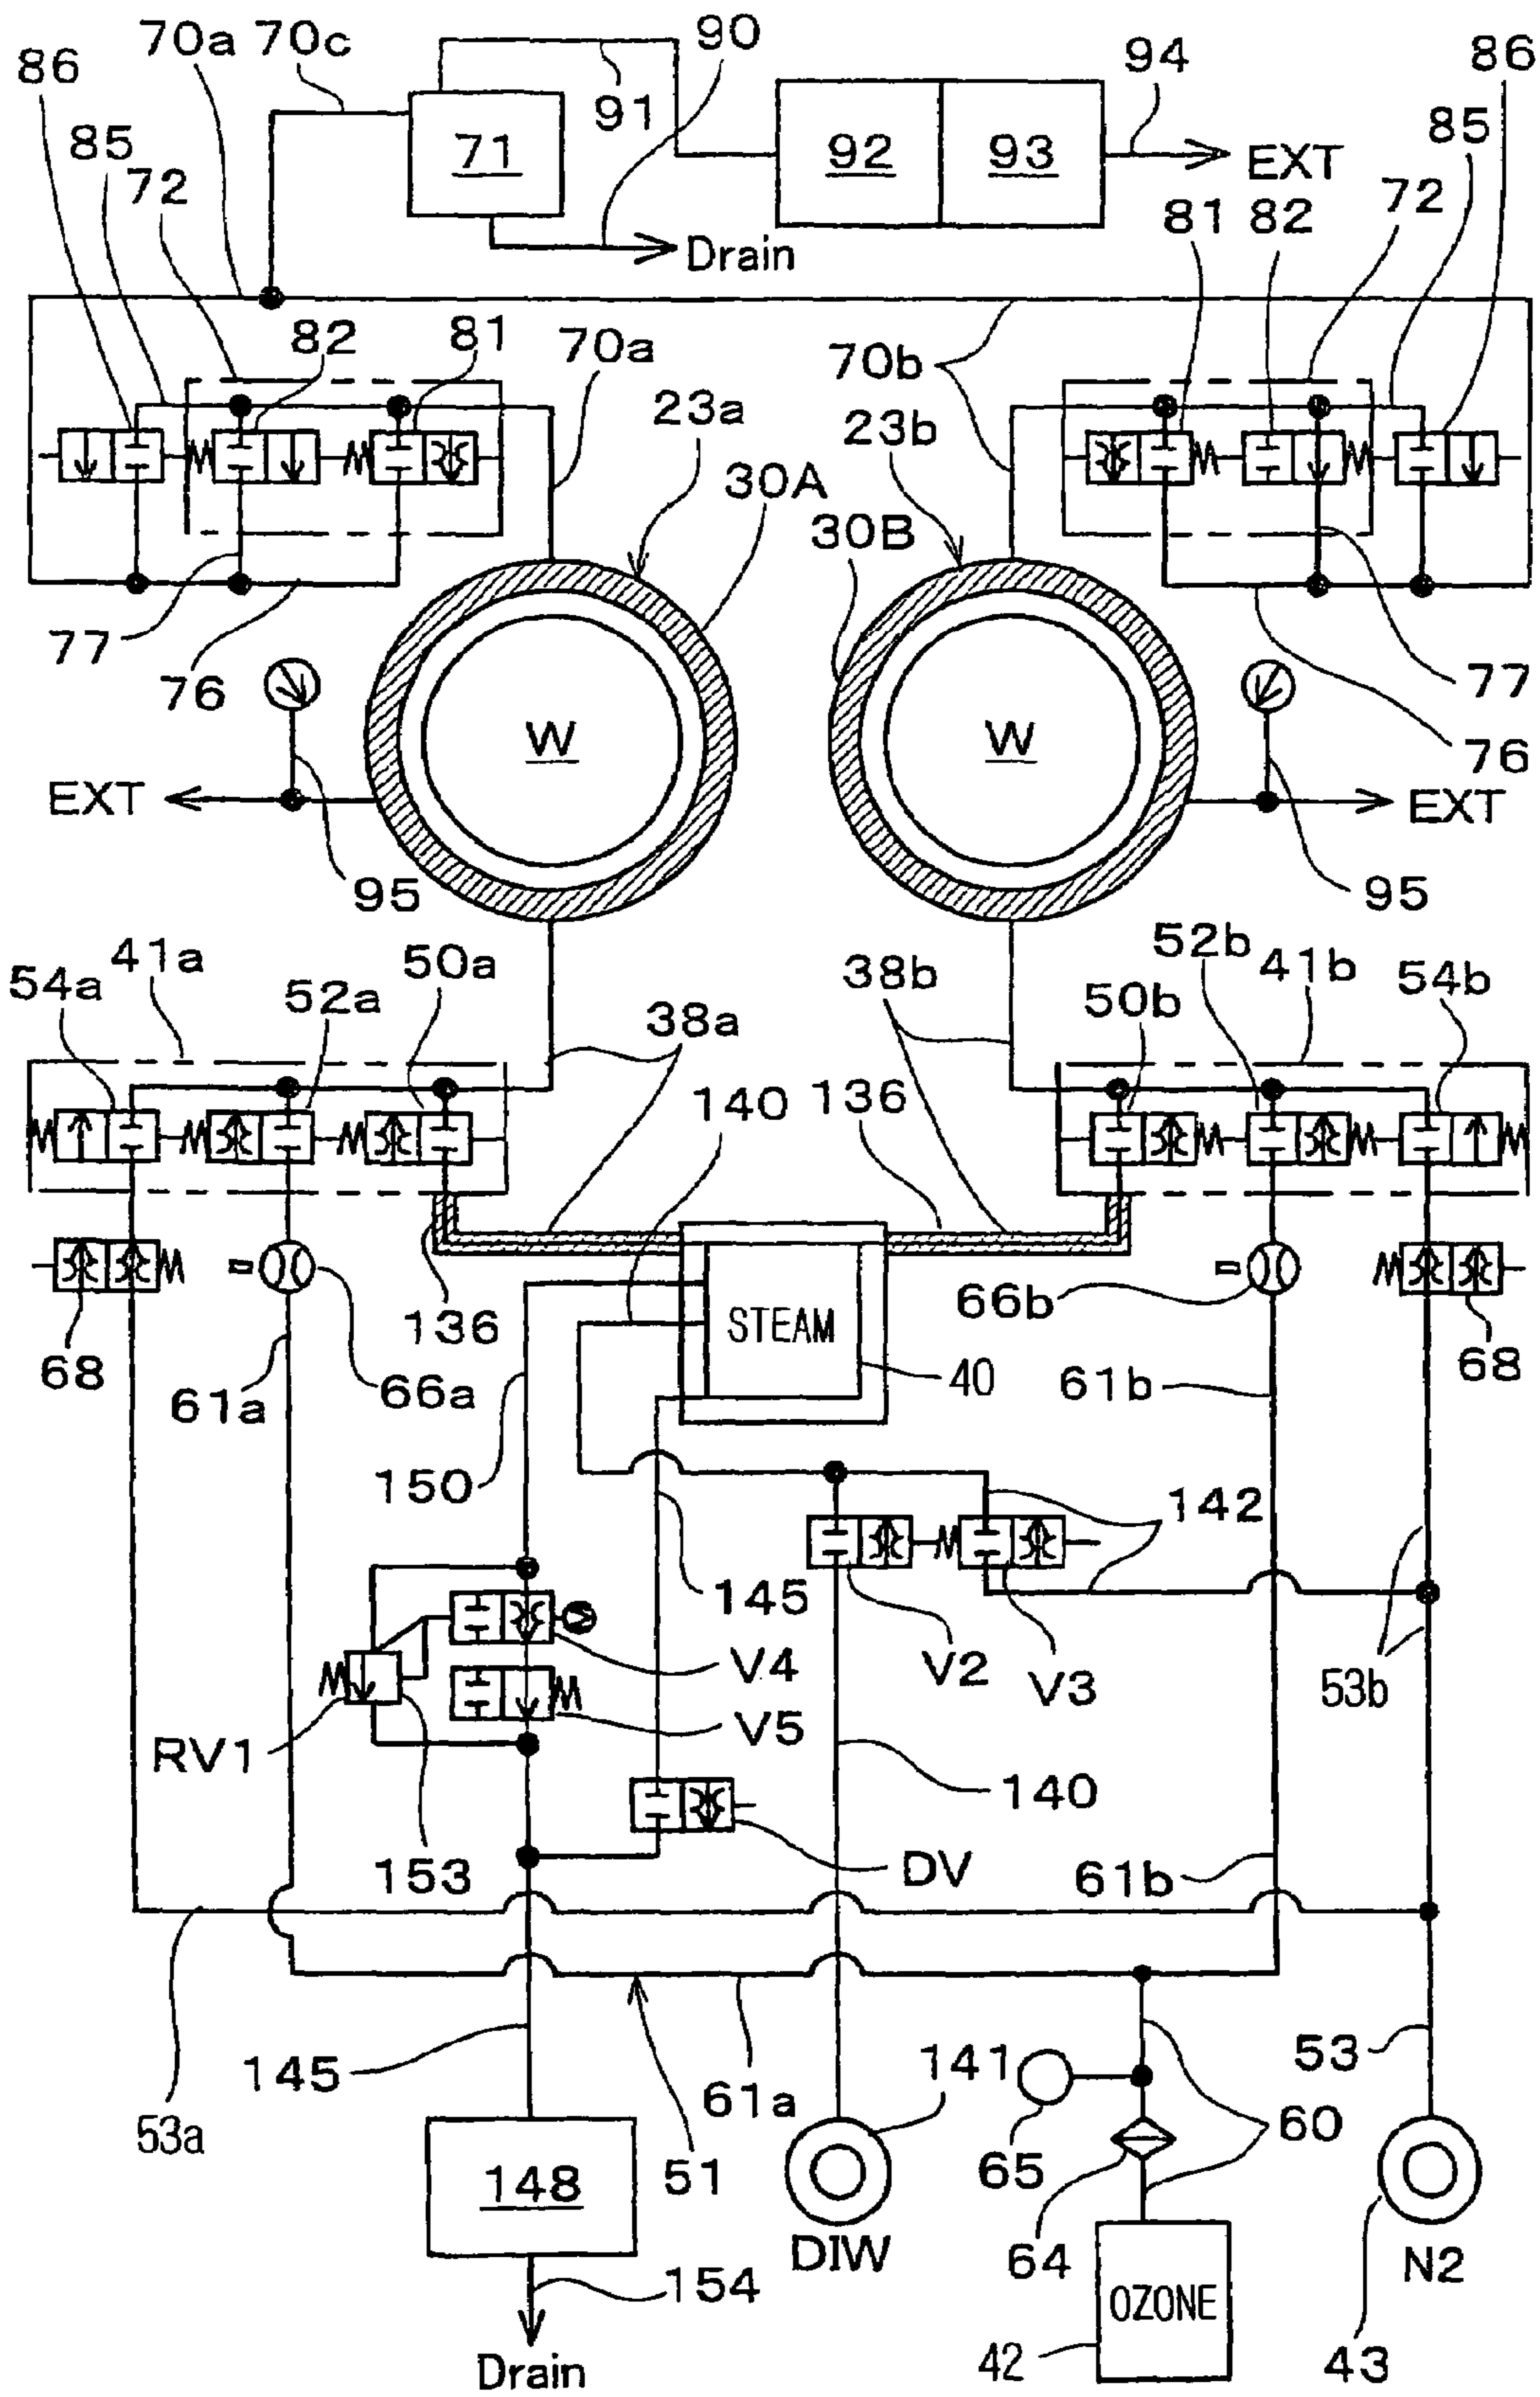 70a 70c 90
86 94 86
91 85
85 71 92 93 EXT
72 81 82 72
Drain
82 81 70a 70b
23a 23b
30A 30B
77 76 77
W W
76
EXT EXT
95 95
41a 50a 52b 41b
54a 52a 38a 38b 50b 54b
140 136
136 STEAM 66b
68 61a 66a 40 61b 68
150 142
145
V4 V2 V3 53b
RV1 V5
140
153 DV 61b
145 141 53
53a 61a 65 60
148 51
DIW 64 N2
154 OZONE
Drain 42 43